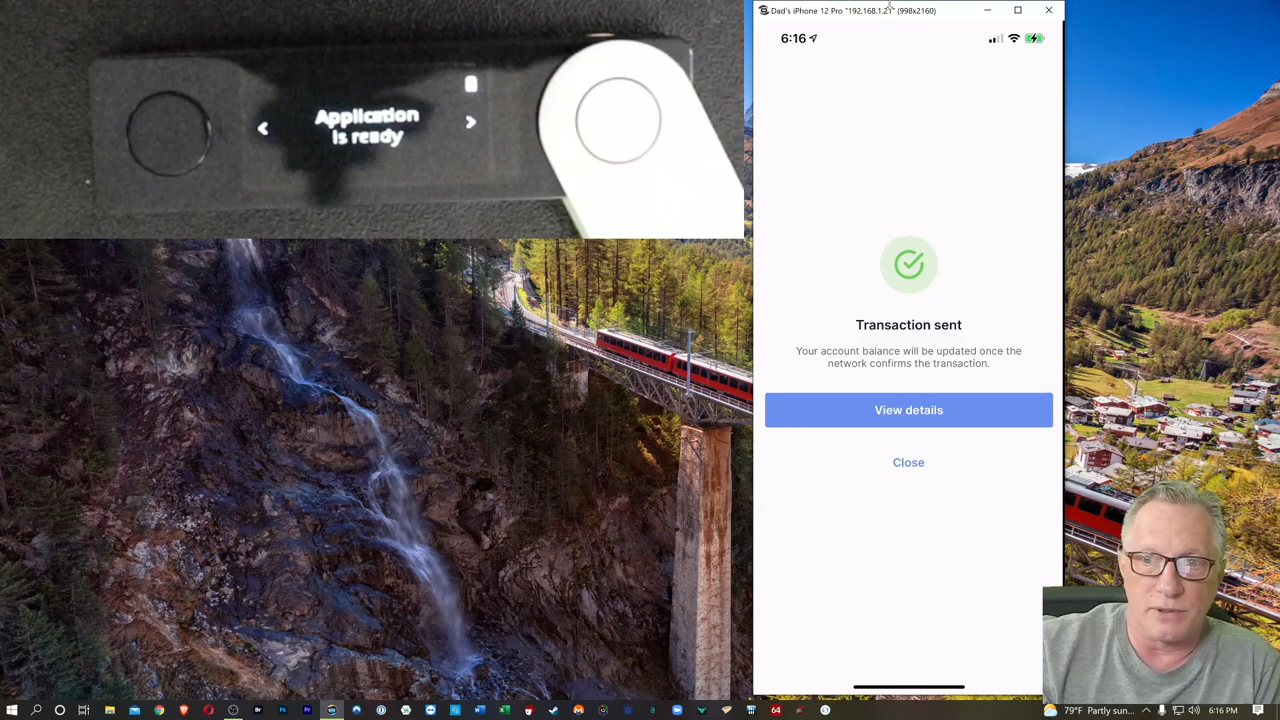 Application
is ready
Dad's iPhone 12 Pro "192.168.1.21" (998x2160)
6:16
Transaction sent
Your account balance will be updated once the
network confirms the transaction.
View details
Close
79°F Partly sun...
6:16 PM